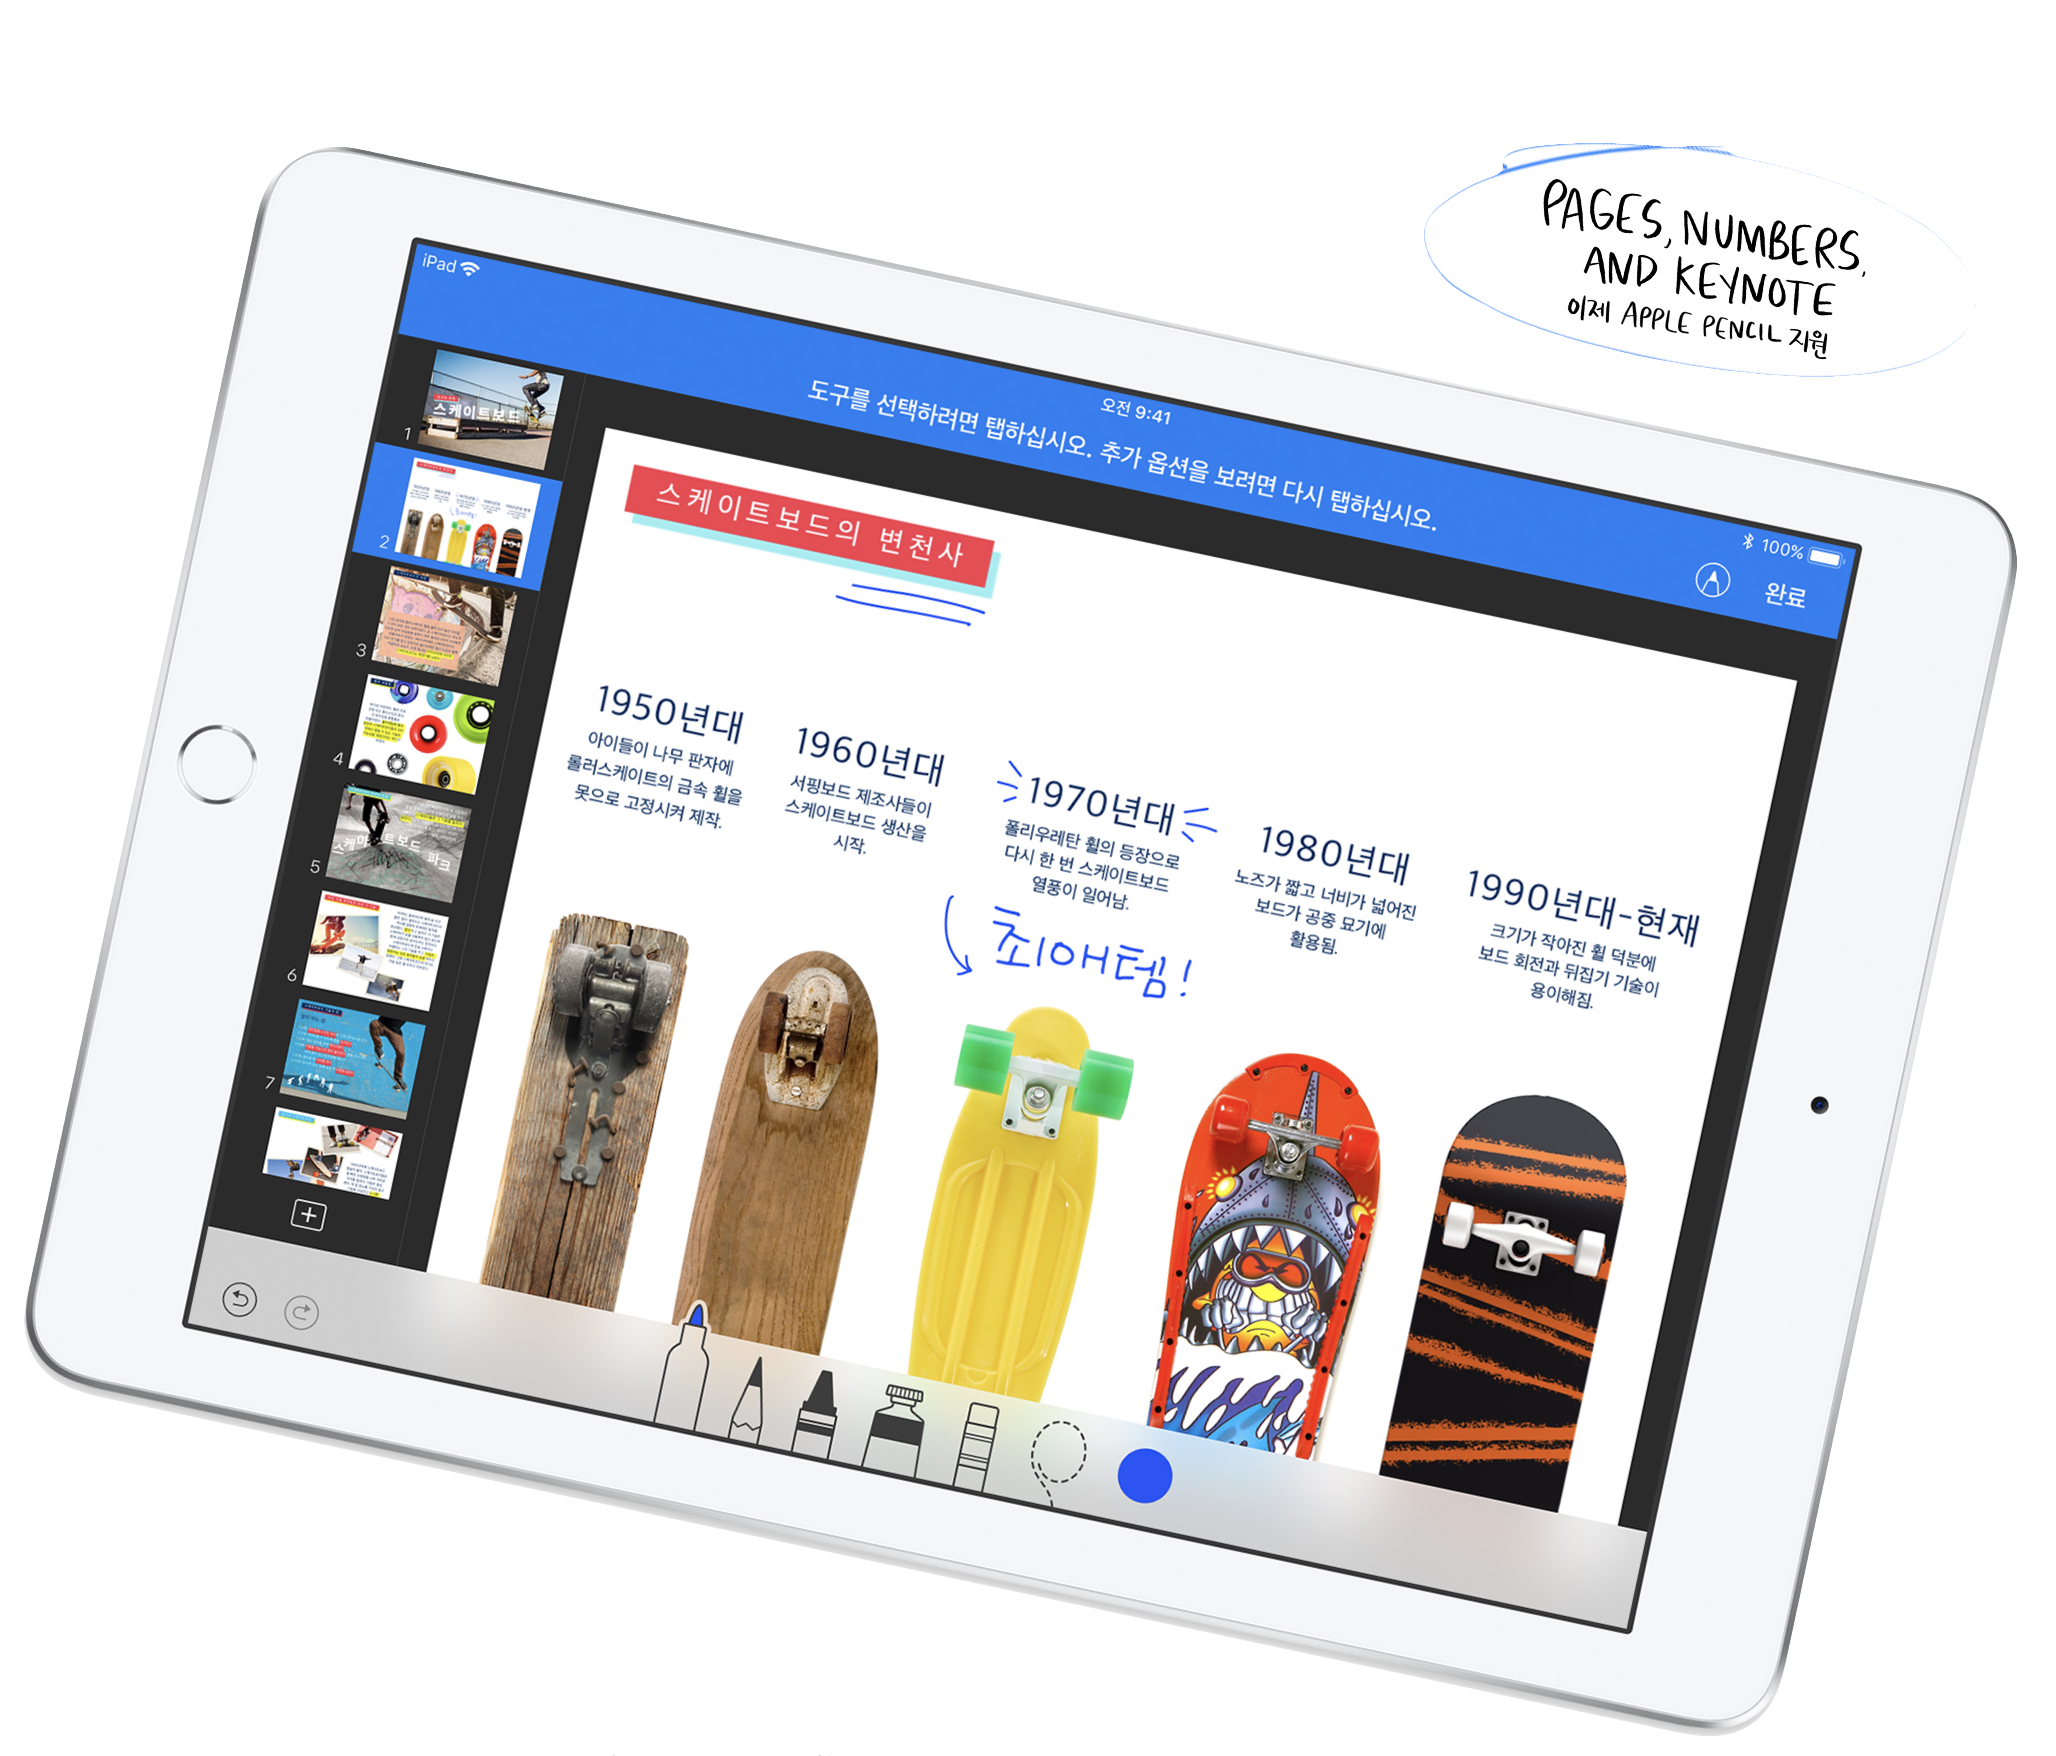 PAGES, NUMBERS,
AND KEYNOTE
이제 APPLE PENCIL 지원
iPad
오전 9:41
100%
도구를 선택하려면 탭하십시오. 추가 옵션을 보려면 다시 탭하십시오.
완료
스케이트보드의 변천사
1950년대
아이들이 나무 판자에
롤러스케이트의 금속 휠을
못으로 고정시켜 제작.
1960년대
서핑보드 제조사들이
스케이트보드 생산을
시작.
1970년대
폴리우레탄 휠의 등장으로
다시 한 번 스케이트보드
열풍이 일어남.
최애템!
1980년대
노즈가 짧고 너비가 넓어진
보드가 공중 묘기에
활용됨.
1990년대-현재
크기가 작아진 휠 덕분에
보드 회전과 뒤집기 기술이
용이해짐.
스케이트보드
1
2
3
4
스케이트보드 파크
5
6
7